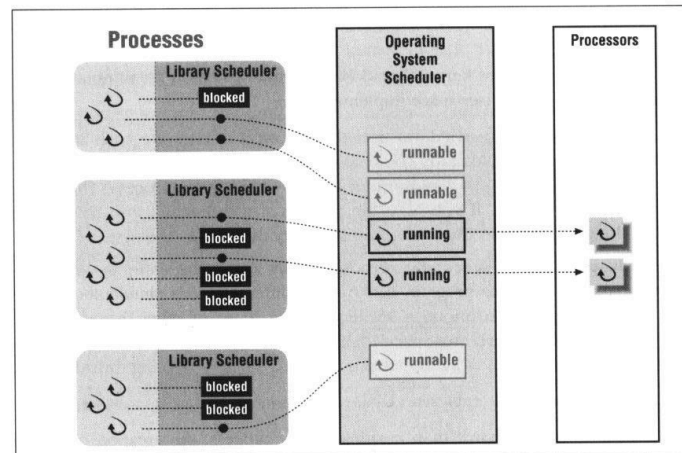 Processes
Library Scheduler
blocked
Library Scheduler
blocked
blocked
blocked
Library Scheduler
blocked
blocked
Operating
System
Scheduler
runnable
runnable
running
running
runnable
Processors